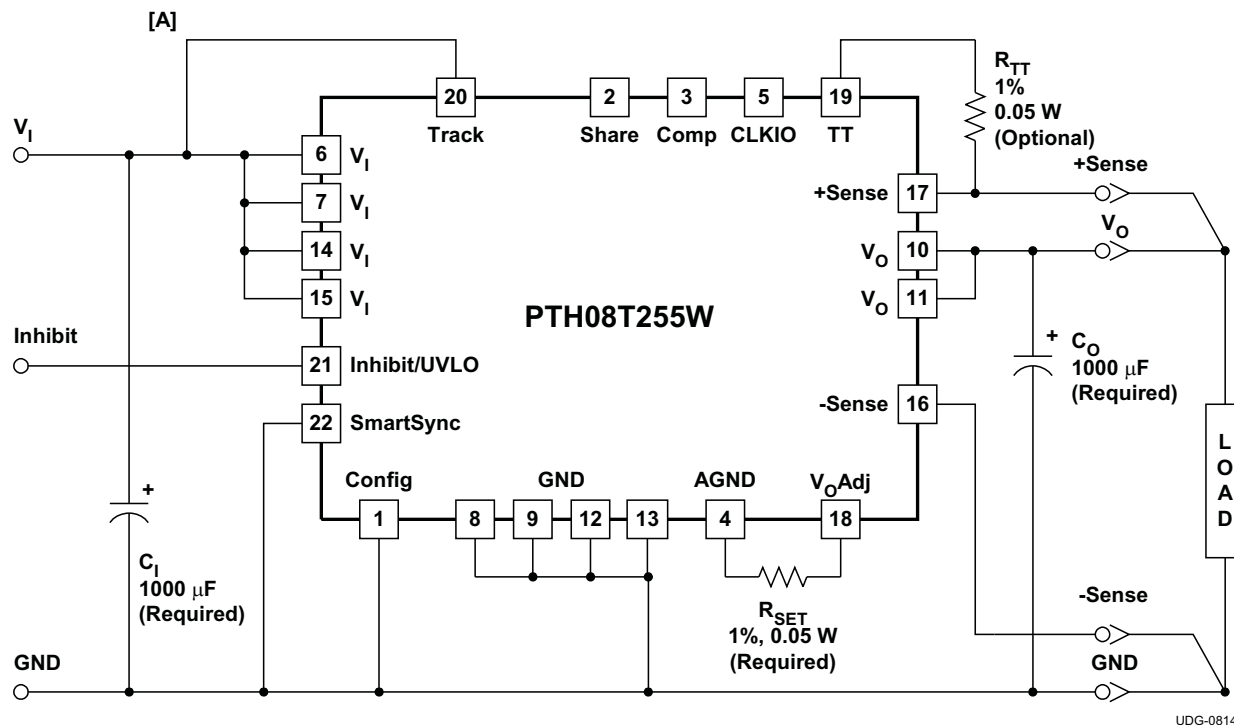 [A]
V_I
20
Track
2
Share
3
Comp
5
CLKIO
19
TT
R_TT
1%
0.05 W
(Optional)
6
V_I
7
V_I
14
V_I
15
V_I
+Sense
17
+Sense
V_O
10
V_O
V_O
11
PTH08T255W
Inhibit
21
Inhibit/UVLO
22
SmartSync
-Sense
16
+
C_O
1000 μF
(Required)
L
O
A
D
Config
1
GND
8
9
12
13
AGND
4
V_OAdj
18
+
C_I
1000 μF
(Required)
R_SET
1%, 0.05 W
(Required)
-Sense
GND
GND
UDG-0814